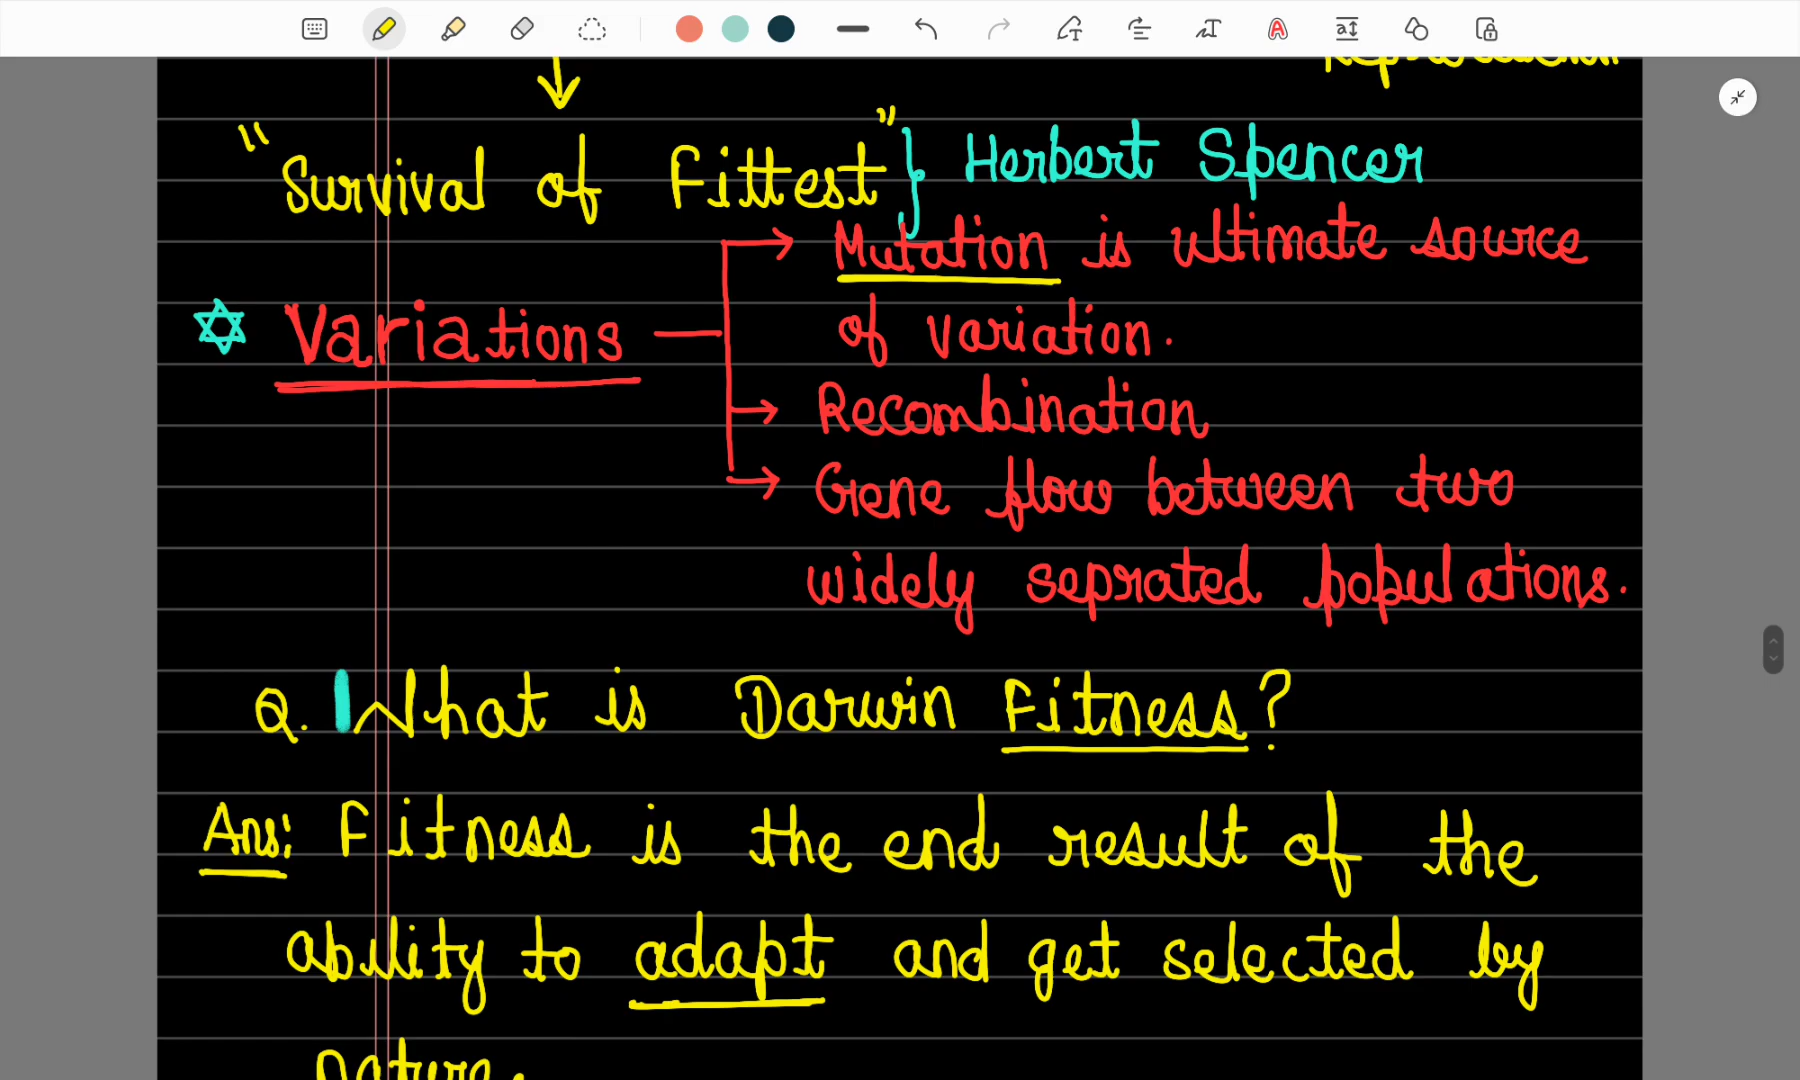 Reproduction
"Survival of Fittest" } Herbert Spencer
Mutation is ultimate source
Variations
of variation.
Recombination
Gene flow between two
widely seprated populations.
Q. What is Darwin Fitness?
Ans: Fitness is the end result of the
ability to adapt and get selected by
nature.